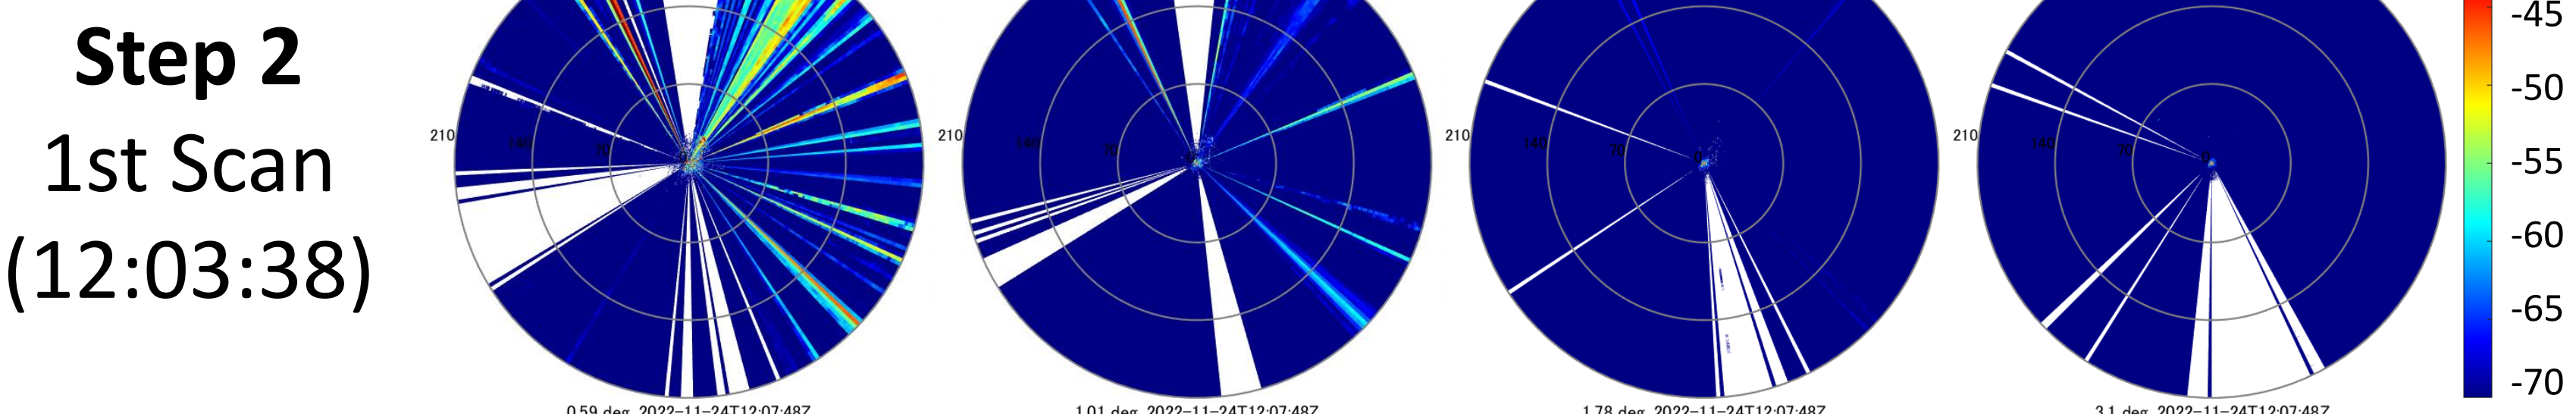 Step 2
1st Scan
(12:03:38)
210 140 70 0
210 140 70 0
210 140 70 0
210 140 70 0
-45
-50
-55
-60
-65
-70
0.59 deg, 2022-11-24T12:07:48Z
1.01 deg, 2022-11-24T12:07:48Z
1.78 deg, 2022-11-24T12:07:48Z
3.1 deg, 2022-11-24T12:07:48Z